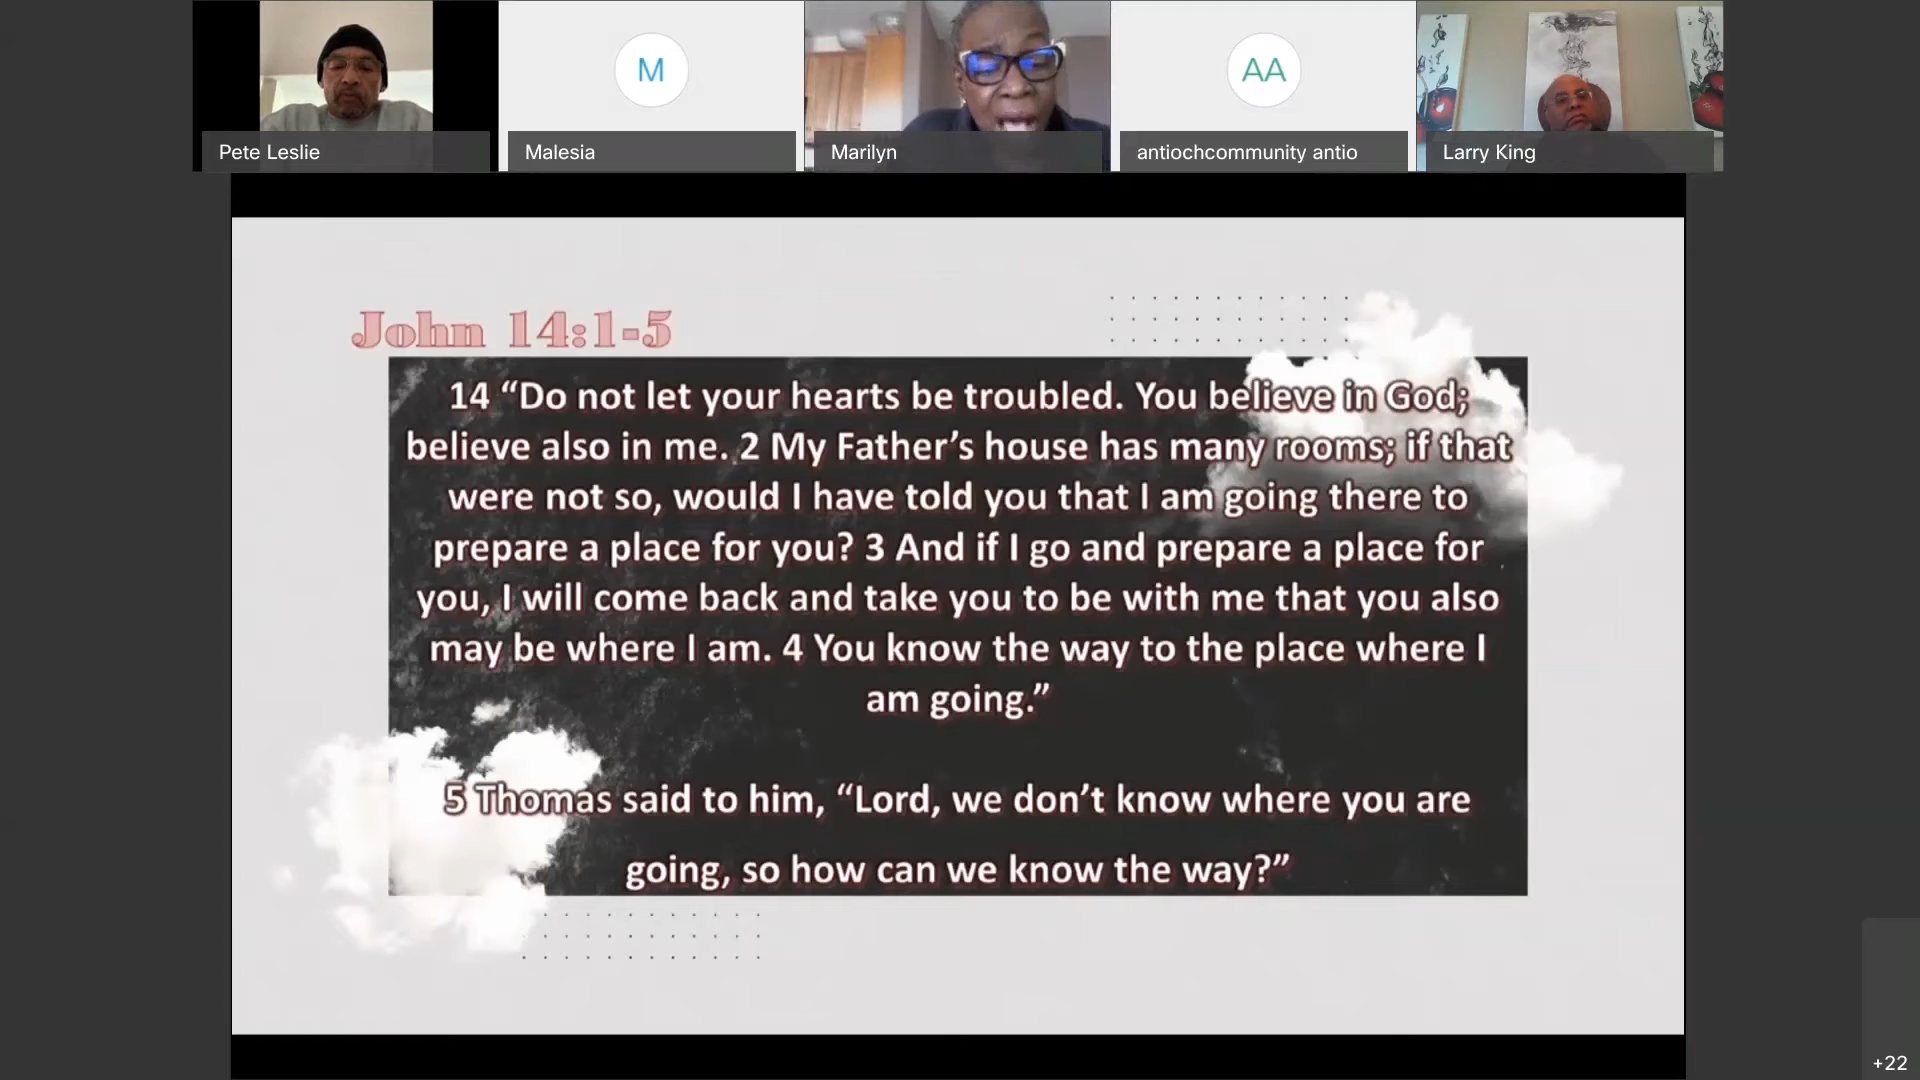 Pete Leslie
M
Malesia
Marilyn
AA
antiochcommunity antio
Larry King
John 14:1-5
14 “Do not let your hearts be troubled. You believe in God;
believe also in me. 2 My Father’s house has many rooms; if that
were not so, would I have told you that I am going there to
prepare a place for you? 3 And if I go and prepare a place for
you, I will come back and take you to be with me that you also
may be where I am. 4 You know the way to the place where I
am going.”
5 Thomas said to him, “Lord, we don’t know where you are
going, so how can we know the way?”
+22